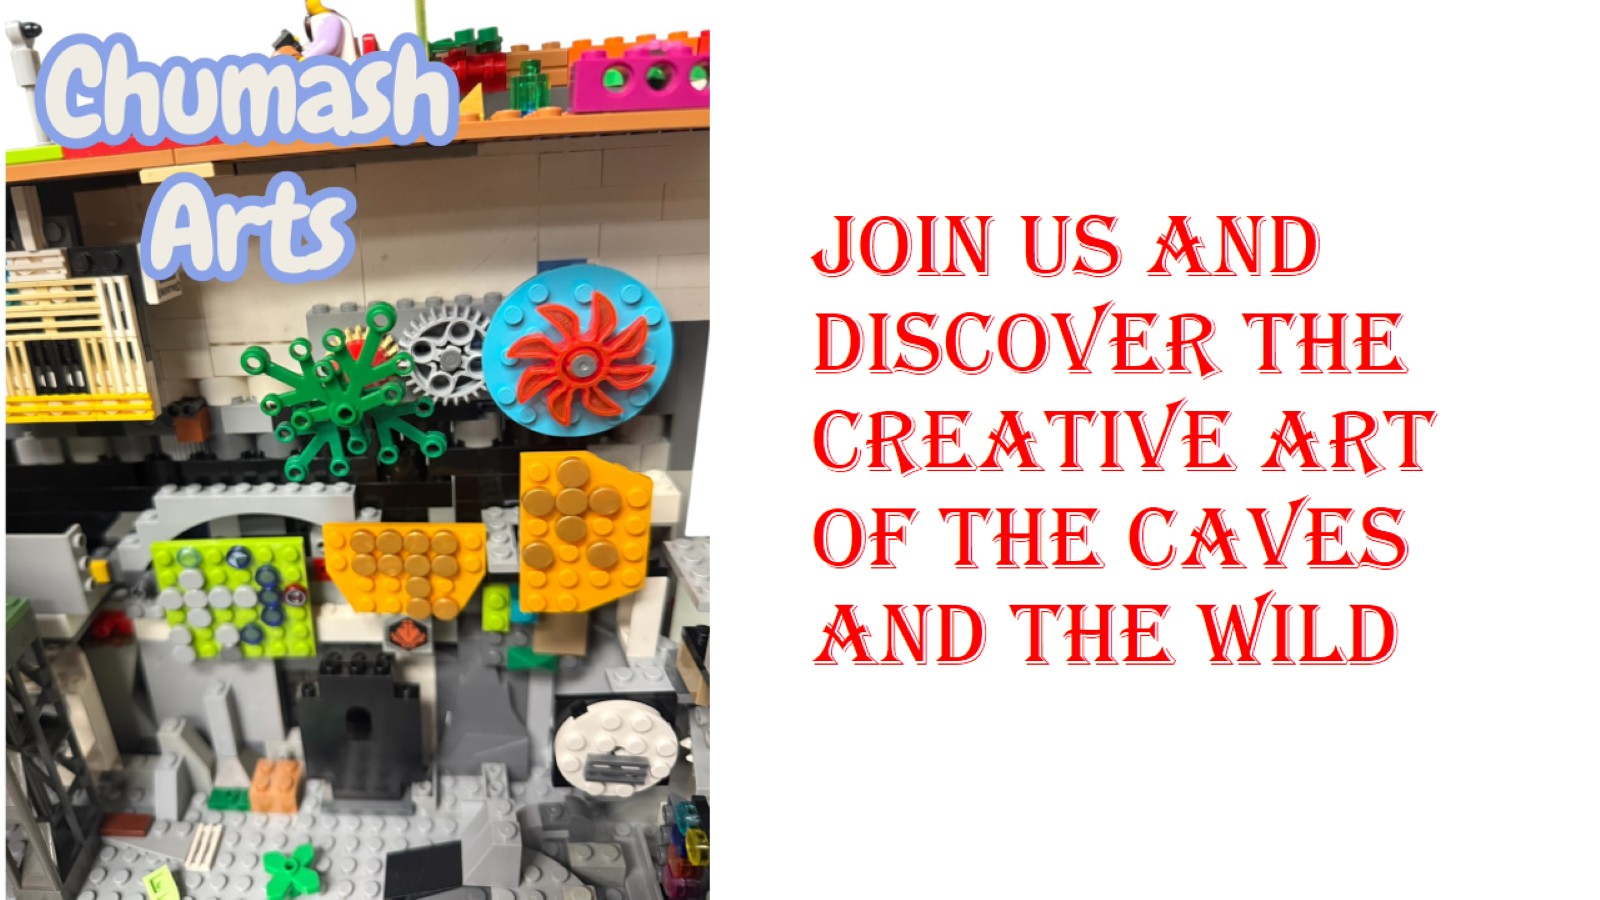 Chumash
Arts
JOIN US AND
DISCOVER THE
CREATIVE ART
OF THE CAVES
AND THE WILD